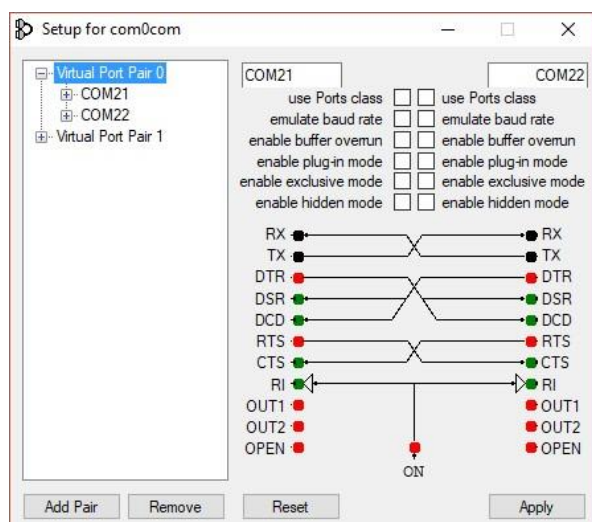 Setup for com0com
Virtual Port Pair 0
COM21
COM22
Virtual Port Pair 1
COM21 COM22
use Ports class use Ports class
emulate baud rate emulate baud rate
enable buffer overrun enable buffer overrun
enable plug-in mode enable plug-in mode
enable exclusive mode enable exclusive mode
enable hidden mode enable hidden mode
RX RX
TX TX
DTR DTR
DSR DSR
DCD DCD
RTS RTS
CTS CTS
RI RI
OUT1 OUT1
OUT2 OUT2
OPEN OPEN
ON
Add Pair Remove Reset Apply